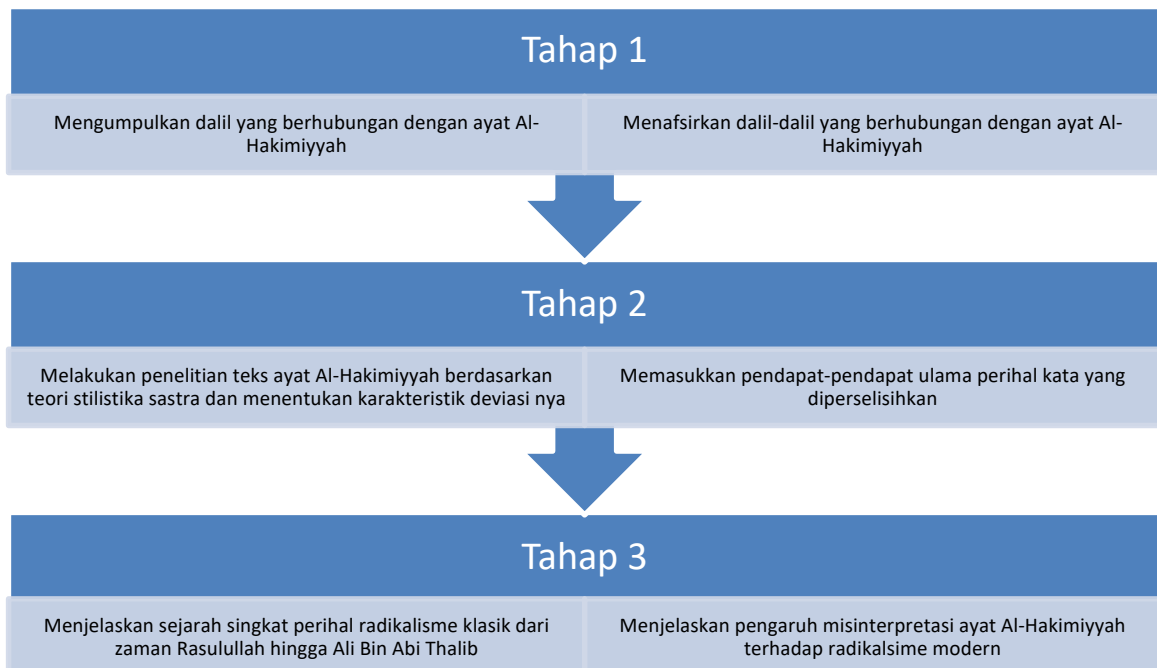 Tahap 1
Mengumpulkan dalil yang berhubungan dengan ayat Al-
Hakimiyyah
Menafsirkan dalil-dalil yang berhubungan dengan ayat Al-
Hakimiyyah
Tahap 2
Melakukan penelitian teks ayat Al-Hakimiyyah berdasarkan
teori stilistika sastra dan menentukan karakteristik deviasi nya
Memasukkan pendapat-pendapat ulama perihal kata yang
diperselisihkan
Tahap 3
Menjelaskan sejarah singkat perihal radikalisme klasik dari
zaman Rasulullah hingga Ali Bin Abi Thalib
Menjelaskan pengaruh misinterpretasi ayat Al-Hakimiyyah
terhadap radikalsime modern